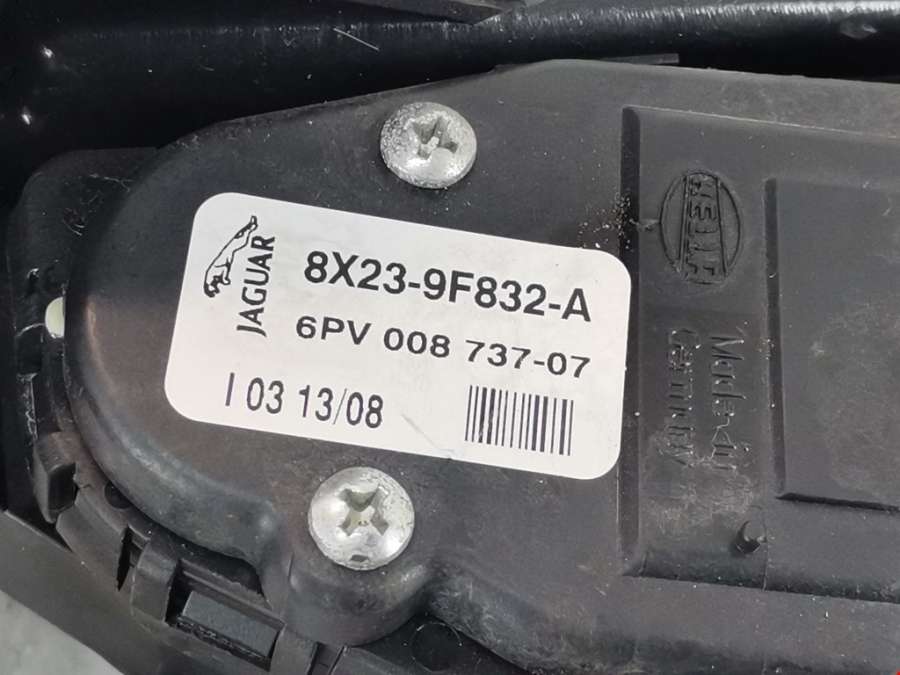 JAGUAR
8X23-9F832-A
6PV 008 737-07
I 03 13/08
HELLA
Made in
Germany